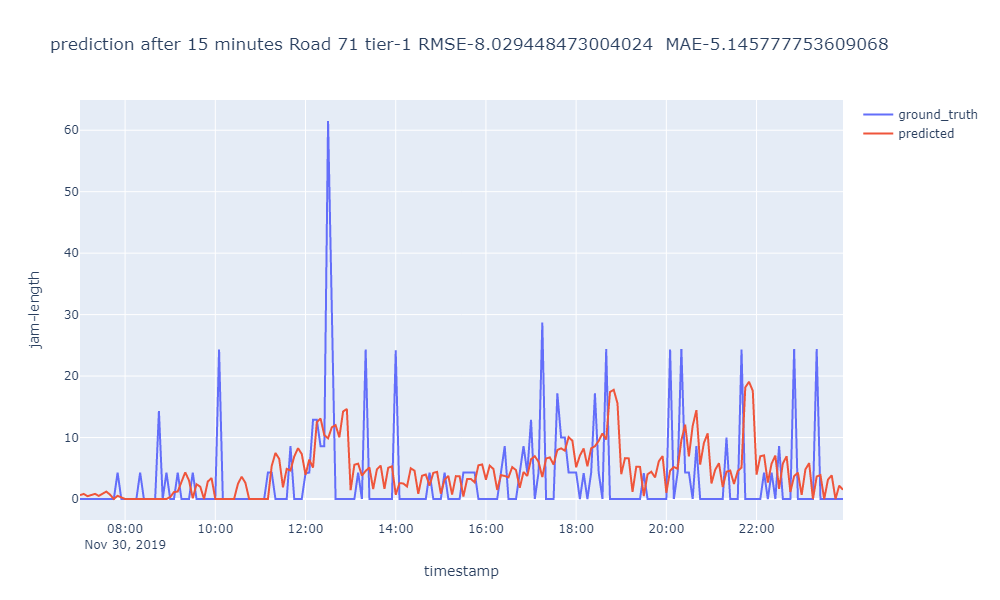 prediction after 15 minutes Road 71 tier-1 RMSE-8.029448473004024  MAE-5.145777753609068
ground_truth
predicted
60
50
40
30
20
10
0
jam-length
08:00 10:00 12:00 14:00 16:00 18:00 20:00 22:00
Nov 30, 2019
timestamp